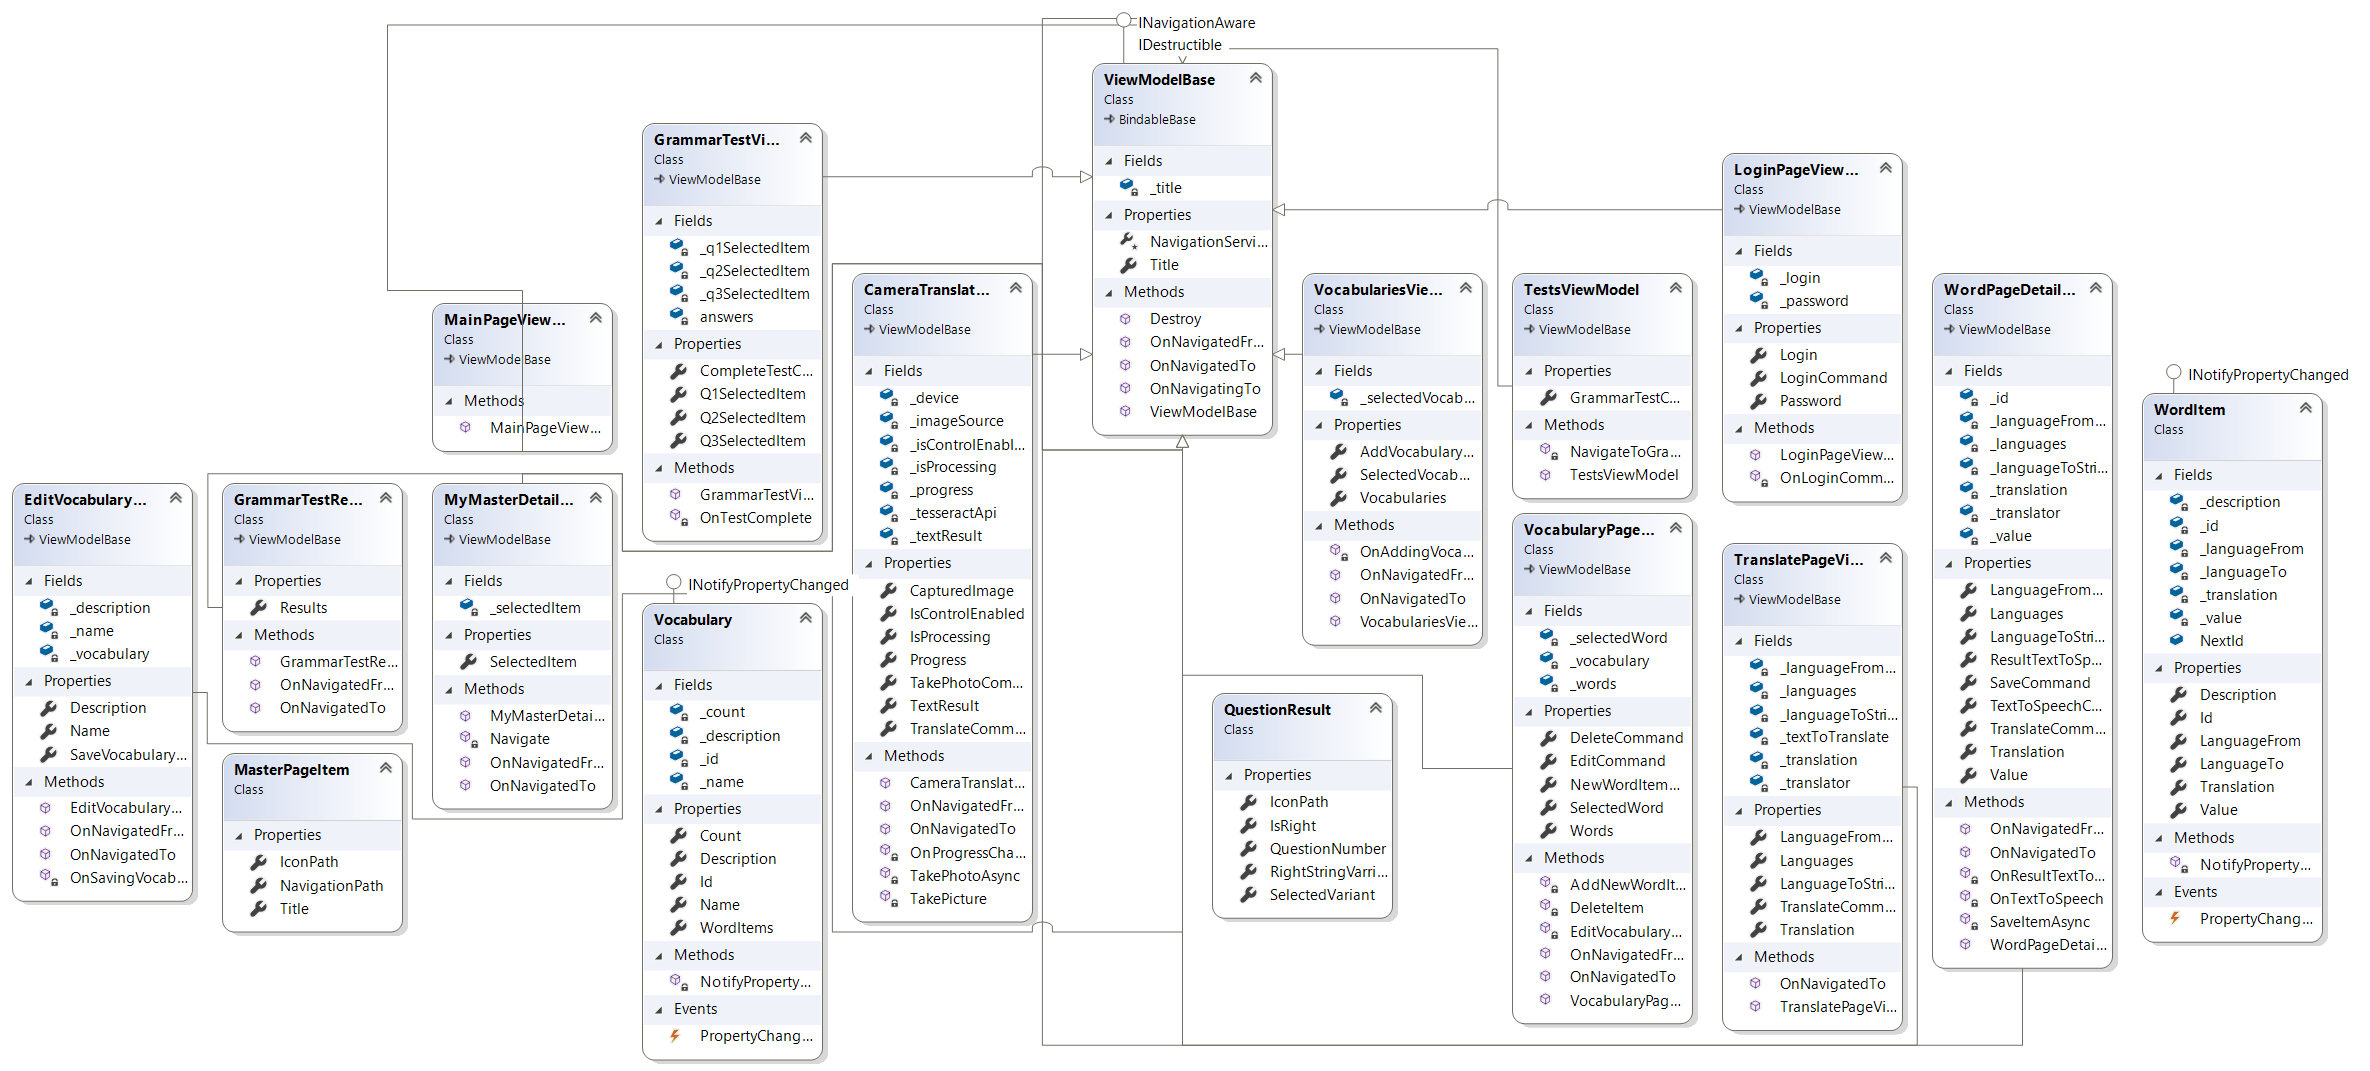 INavigationAware
IDestructible
ViewModelBase
Class
BindableBase
Fields
_title
Properties
NavigationServi...
Title
Methods
Destroy
OnNavigatedFr...
OnNavigatedTo
OnNavigatingTo
ViewModelBase
GrammarTestVi...
Class
ViewModelBase
Fields
_q1SelectedItem
_q2SelectedItem
_q3SelectedItem
answers
Properties
CompleteTestC...
Q1SelectedItem
Q2SelectedItem
Q3SelectedItem
Methods
GrammarTestVi...
OnTestComplete
LoginPageView...
Class
ViewModelBase
Fields
_login
_password
Properties
Login
LoginCommand
Password
Methods
LoginPageView...
OnLoginComm...
MainPageView...
Class
ViewModelBase
Methods
MainPageView...
CameraTranslat...
Class
ViewModelBase
Fields
_device
_imageSource
_isControlEnabl...
_isProcessing
_progress
_tesseractApi
_textResult
Properties
CapturedImage
IsControlEnabled
IsProcessing
Progress
TakePhotoCom...
TextResult
TranslateComm...
Methods
CameraTranslat...
OnNavigatedFr...
OnNavigatedTo
OnProgressCha...
TakePhotoAsync
TakePicture
VocabulariesVie...
Class
ViewModelBase
Fields
_selectedVocab...
Properties
AddVocabulary...
SelectedVocab...
Vocabularies
Methods
OnAddingVoca...
OnNavigatedFr...
OnNavigatedTo
VocabulariesVie...
TestsViewModel
Class
ViewModelBase
Properties
GrammarTestC...
Methods
NavigateToGra...
TestsViewModel
WordPageDetail...
Class
ViewModelBase
Fields
_id
_languageFrom...
_languages
_languageToStri...
_translation
_translator
_value
Properties
LanguageFrom...
Languages
LanguageToStri...
ResultTextToSp...
SaveCommand
TextToSpeechC...
TranslateComm...
Translation
Value
Methods
OnNavigatedFr...
OnNavigatedTo
OnResultTextTo...
OnTextToSpeech
SaveItemAsync
WordPageDetai...
INotifyPropertyChanged
WordItem
Class
Fields
_description
_id
_languageFrom
_languageTo
_translation
_value
NextId
Properties
Description
Id
LanguageFrom
LanguageTo
Translation
Value
Methods
NotifyProperty...
Events
PropertyChang...
EditVocabulary...
Class
ViewModelBase
Fields
_description
_name
_vocabulary
Properties
Description
Name
SaveVocabulary...
Methods
EditVocabulary...
OnNavigatedFr...
OnNavigatedTo
OnSavingVocab...
GrammarTestRe...
Class
ViewModelBase
Properties
Results
Methods
GrammarTestRe...
OnNavigatedFr...
OnNavigatedTo
MyMasterDetail...
Class
ViewModelBase
Fields
_selectedItem
Properties
SelectedItem
Methods
MyMasterDetai...
Navigate
OnNavigatedFr...
OnNavigatedTo
MasterPageItem
Class
Properties
IconPath
NavigationPath
Title
INotifyPropertyChanged
Vocabulary
Class
Fields
_count
_description
_id
_name
Properties
Count
Description
Id
Name
WordItems
Methods
NotifyProperty...
Events
PropertyChang...
QuestionResult
Class
Properties
IconPath
IsRight
QuestionNumber
RightStringVarri...
SelectedVariant
VocabularyPage...
Class
ViewModelBase
Fields
_selectedWord
_vocabulary
_words
Properties
DeleteCommand
EditCommand
NewWordItem...
SelectedWord
Words
Methods
AddNewWordIt...
DeleteItem
EditVocabulary...
OnNavigatedFr...
OnNavigatedTo
VocabularyPag...
TranslatePageVi...
Class
ViewModelBase
Fields
_languageFrom...
_languages
_languageToStri...
_textToTranslate
_translation
_translator
Properties
LanguageFrom...
Languages
LanguageToStri...
TranslateComm...
Translation
Methods
OnNavigatedTo
TranslatePageVi...